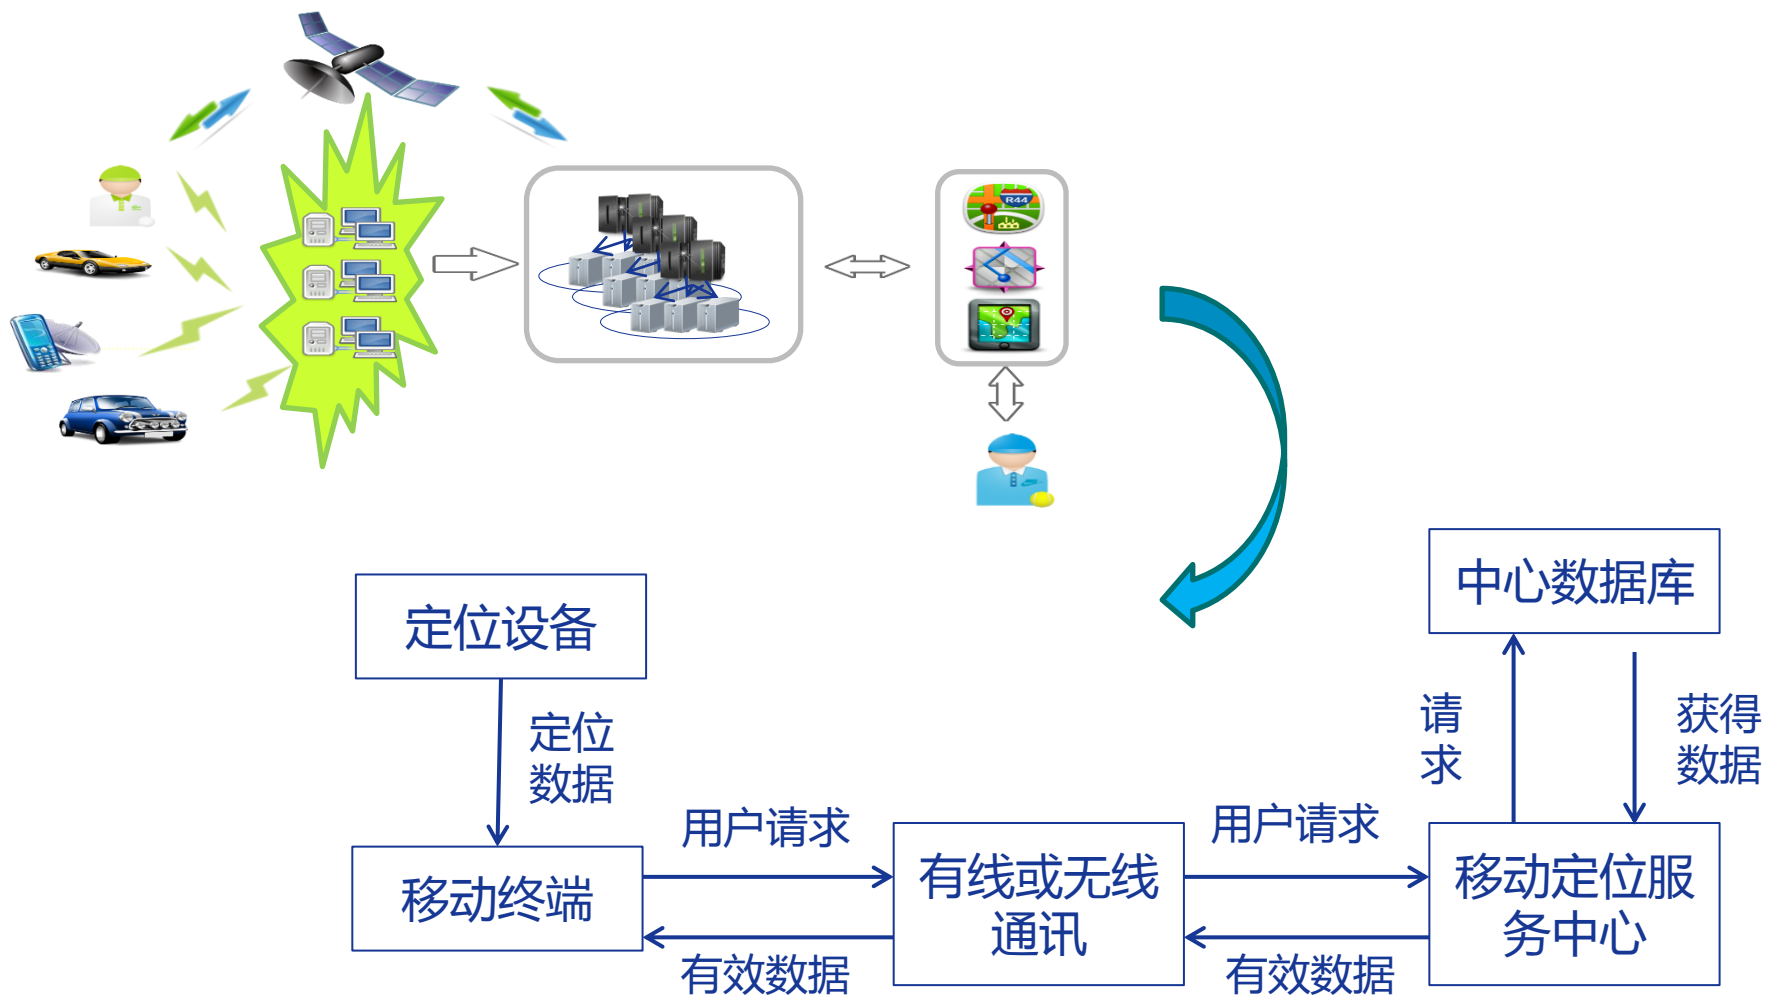 R44
中心数据库
定位设备
请
求
获得
数据
定位
数据
用户请求
用户请求
移动终端
有线或无线
通讯
移动定位服
务中心
有效数据
有效数据